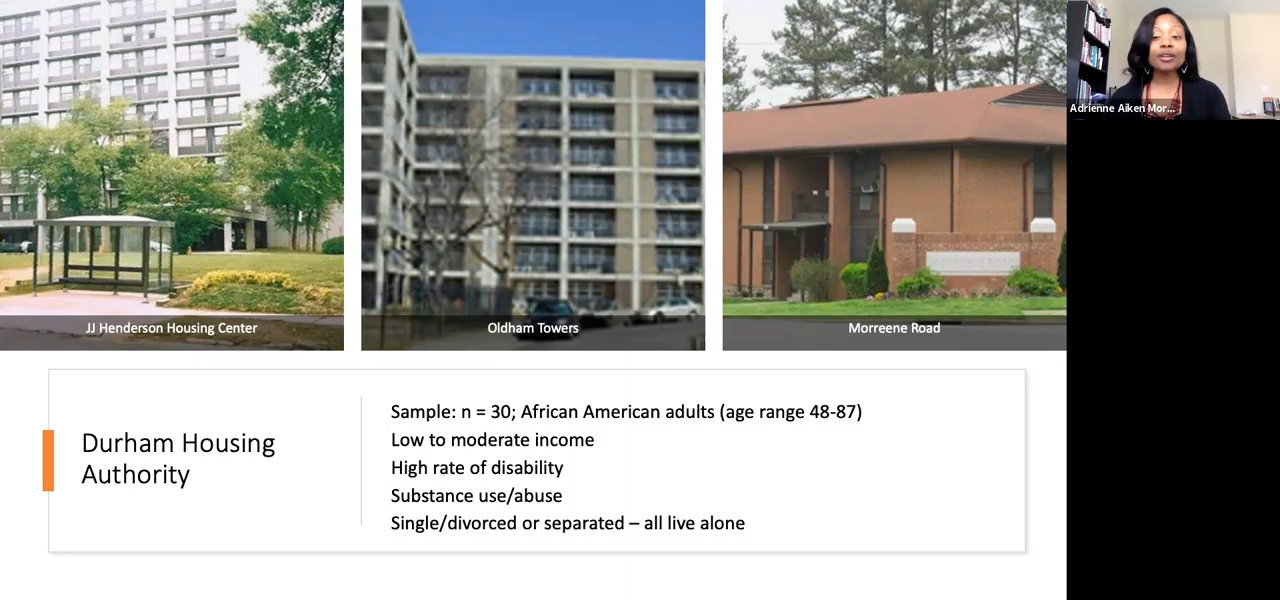 Adrienne Aiken Mor...
JJ Henderson Housing Center
Oldham Towers
Morreene Road
Durham Housing
Authority
Sample: n = 30; African American adults (age range 48-87)
Low to moderate income
High rate of disability
Substance use/abuse
Single/divorced or separated – all live alone